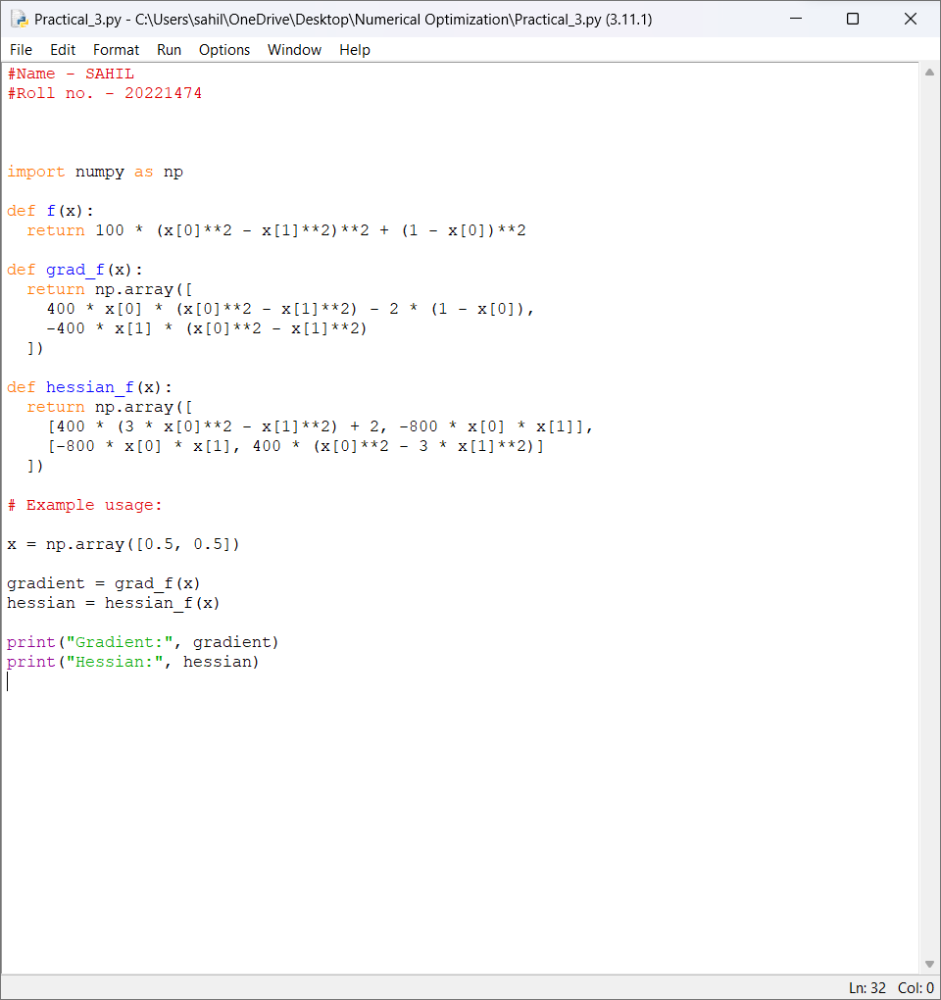 Practical_3.py - C:\Users\sahil\OneDrive\Desktop\Numerical Optimization\Practical_3.py (3.11.1)
File Edit Format Run Options Window Help
#Name - SAHIL
#Roll no. - 20221474
import numpy as np
def f(x):
  return 100 * (x[0]**2 - x[1]**2)**2 + (1 - x[0])**2
def grad_f(x):
  return np.array([
    400 * x[0] * (x[0]**2 - x[1]**2) - 2 * (1 - x[0]),
    -400 * x[1] * (x[0]**2 - x[1]**2)
  ])
def hessian_f(x):
  return np.array([
    [400 * (3 * x[0]**2 - x[1]**2) + 2, -800 * x[0] * x[1]],
    [-800 * x[0] * x[1], 400 * (x[0]**2 - 3 * x[1]**2)]
  ])
# Example usage:
x = np.array([0.5, 0.5])
gradient = grad_f(x)
hessian = hessian_f(x)
print("Gradient:", gradient)
print("Hessian:", hessian)
Ln: 32 Col: 0